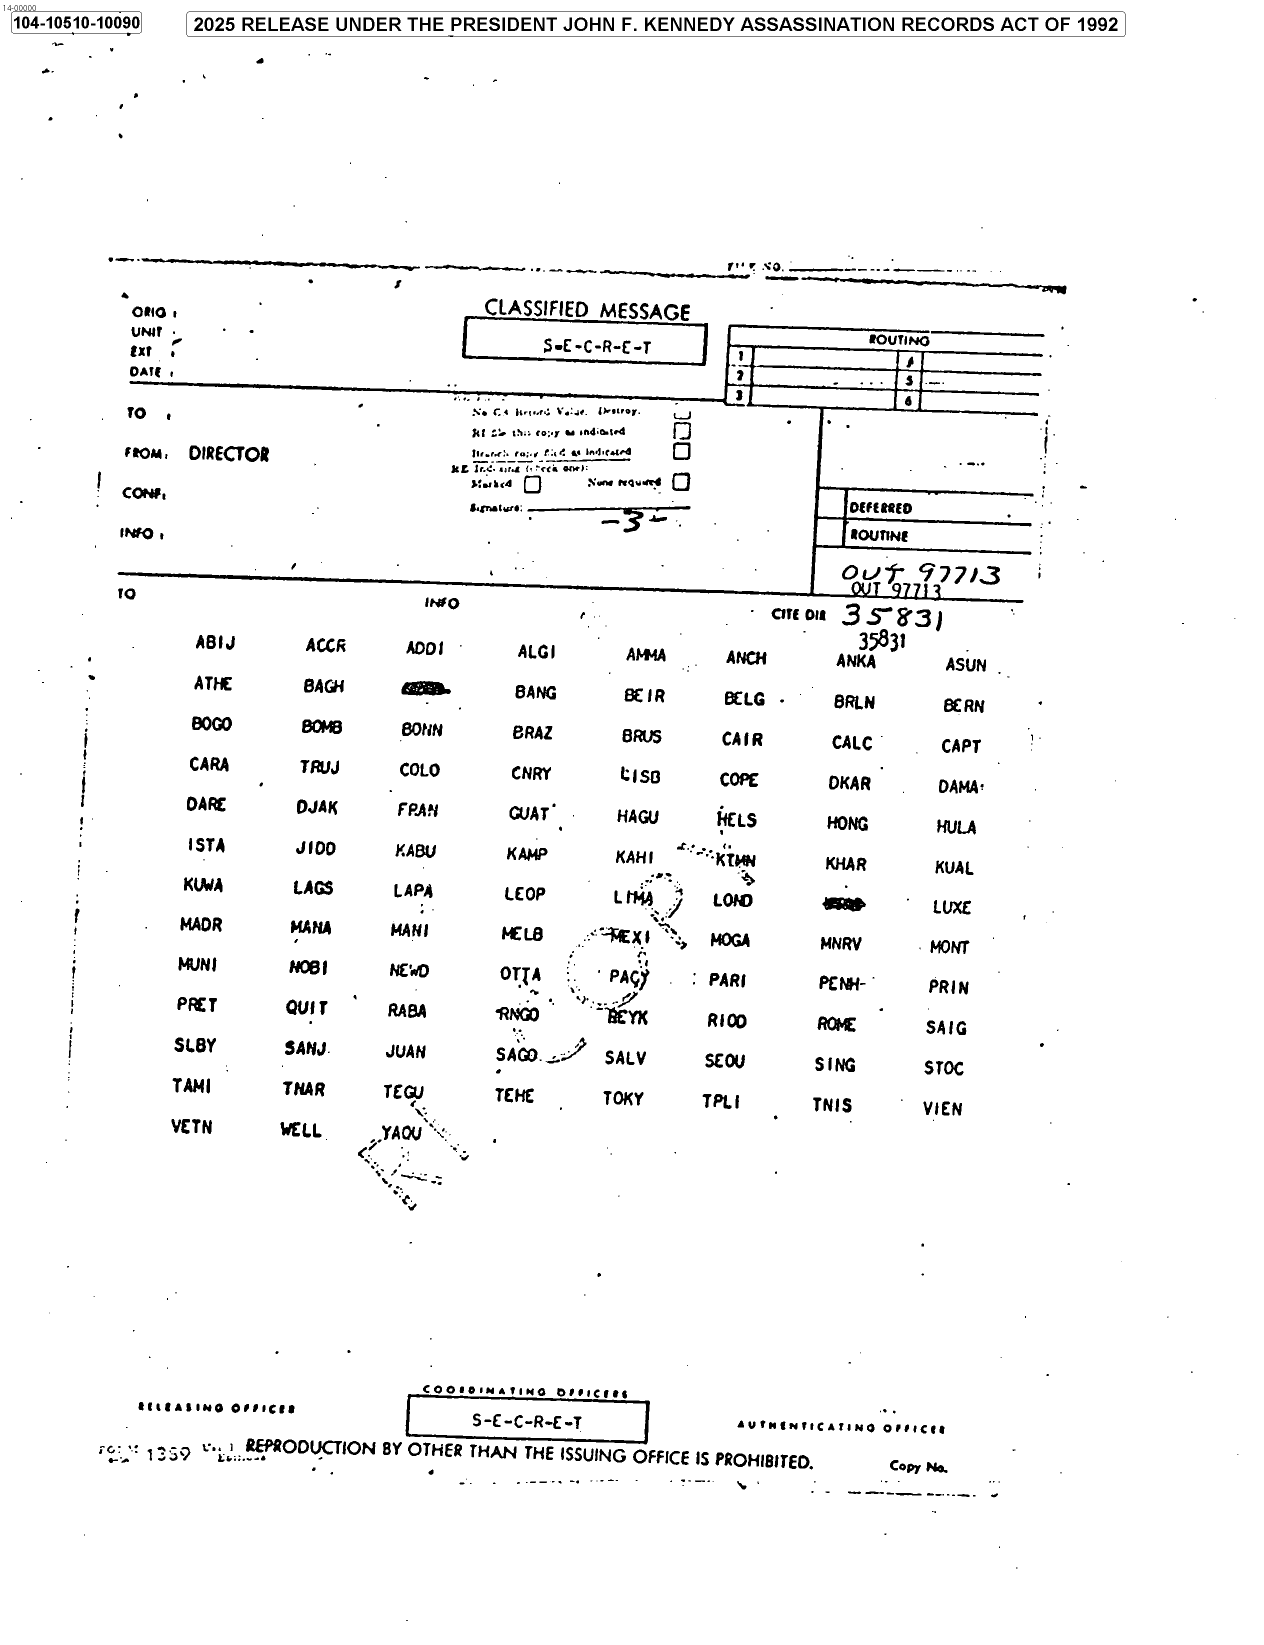 14-00000
104-10510-10090
2025 RELEASE UNDER THE PRESIDENT JOHN F. KENNEDY ASSASSINATION RECORDS ACT OF 1992
FILE NO.
CLASSIFIED MESSAGE
S-E-C-R-E-T
ORIG :
UNIT :
EXT :
DATE :
ROUTING
1 4
2 5
3 6
TO :
FROM: DIRECTOR
CONF:
INFO :
No CS Record Value. Destroy.
RI file this copy as indicated
Branch copy filed as indicated
RI Indexing (check one):
Marked None required
Signature:
-3-
DEFERRED
ROUTINE
OUT 97713
OUT 97713
TO INFO CITE DIR 35831
35831
ABIJ ACCR ADDI ALGI AMMA ANCH ANKA ASUN
ATHE BAGH BANG BEIR BELG BRLN BERN
BOGO BOMB BONN BRAZ BRUS CAIR CALC CAPT
CARA TRUJ COLO CNRY LISB COPE DKAR DAMA
DARE DJAK FRAN GUAT HAGU HELS HONG HULA
ISTA JIDD KABU KAMP KAHI KTMN KHAR KUAL
KUWA LAGS LAPA LEOP LIMA LOND LUXE
MADR MANA MANI MELB MEXI MOGA MNRV MONT
MUNI NOBI NEWD OTTA PACY PARI PENH- PRIN
PRET QUIT RABA RNGO REYK RIOD ROME SAIG
SLBY SANJ JUAN SAGO SALV SEOU SING STOC
TAMI TNAR TEGU TEHE TOKY TPLI TNIS VIEN
VETN WELL YAOU
COORDINATING OFFICERS
RELEASING OFFICER
S-E-C-R-E-T
AUTHENTICATING OFFICER
FORM 1389 REPRODUCTION BY OTHER THAN THE ISSUING OFFICE IS PROHIBITED.
Copy No.